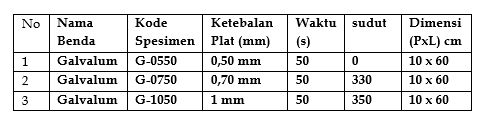 No Nama Benda Kode Spesimen Ketebalan Plat (mm) Waktu (s) sudut Dimensi (PxL) cm
1 Galvalum G-0550 0,50 mm 50 0 10 x 60
2 Galvalum G-0750 0,70 mm 50 330 10 x 60
3 Galvalum G-1050 1 mm 50 350 10 x 60